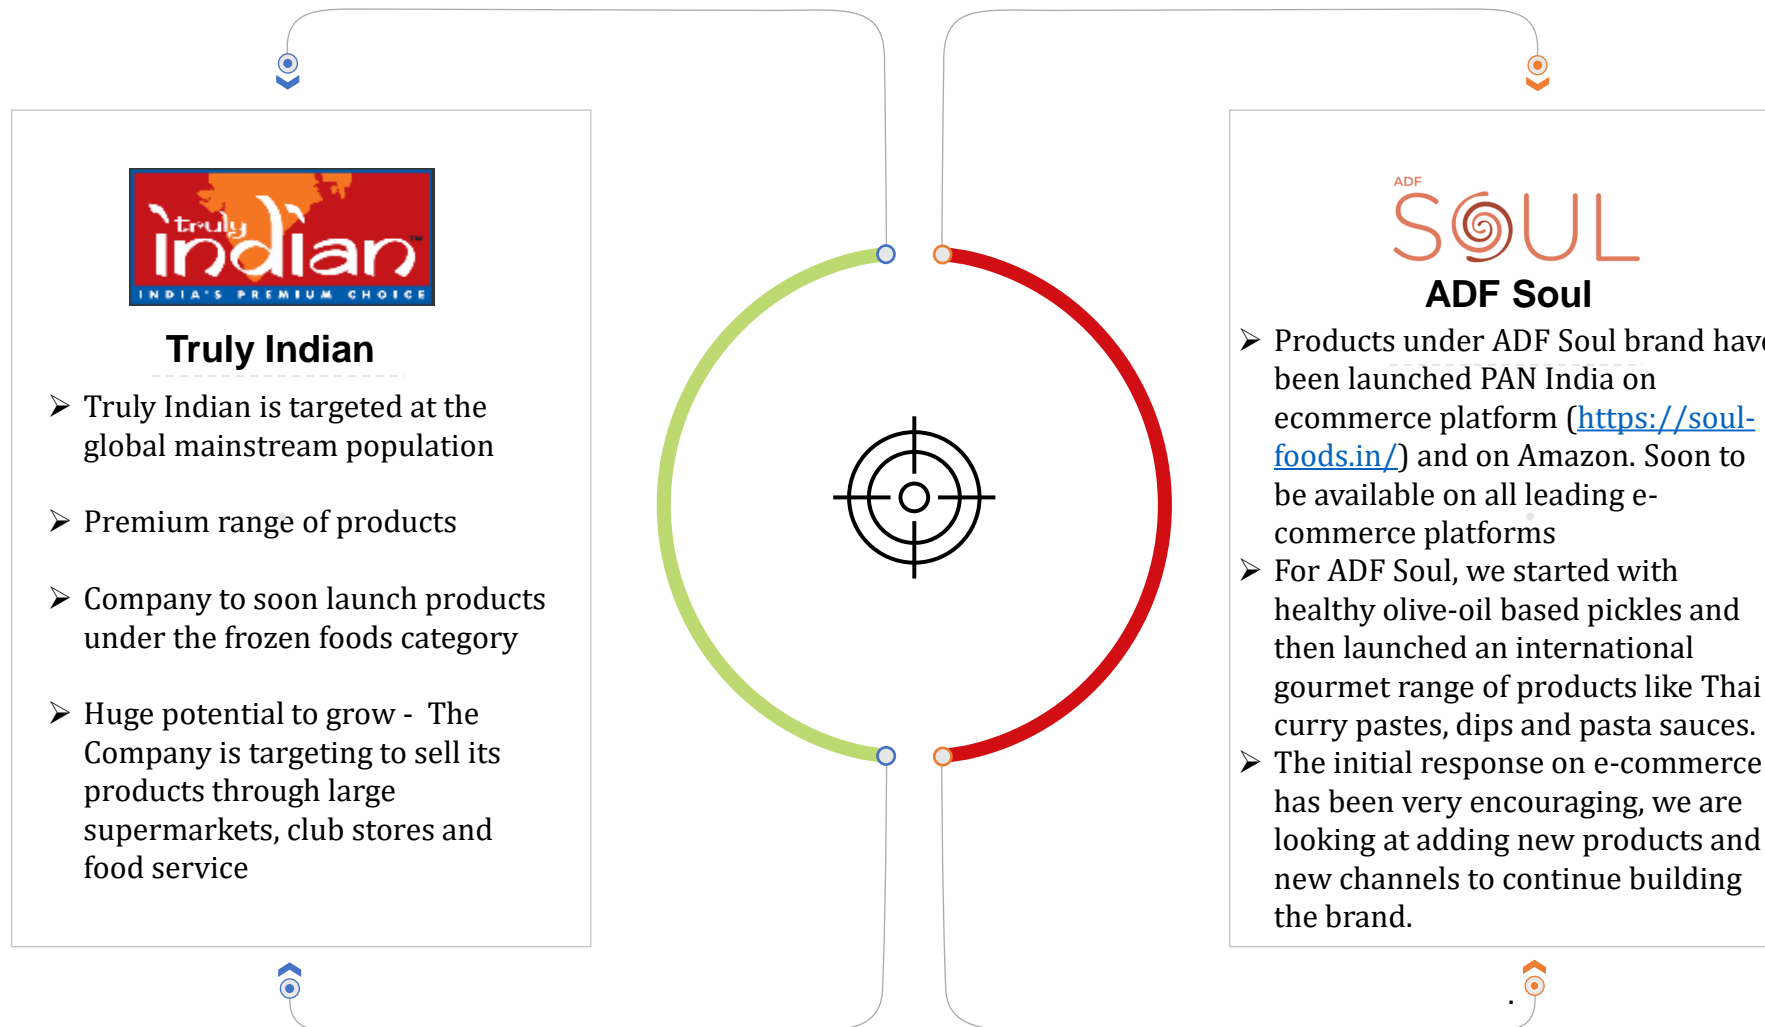 truly
indian™
INDIA'S PREMIUM CHOICE
Truly Indian
➢ Truly Indian is targeted at the
global mainstream population
➢ Premium range of products
➢ Company to soon launch products
under the frozen foods category
➢ Huge potential to grow - The
Company is targeting to sell its
products through large
supermarkets, club stores and
food service
ADF
SOUL
ADF Soul
➢ Products under ADF Soul brand have
been launched PAN India on
ecommerce platform (https://soul-
foods.in/) and on Amazon. Soon to
be available on all leading e-
commerce platforms
➢ For ADF Soul, we started with
healthy olive-oil based pickles and
then launched an international
gourmet range of products like Thai
curry pastes, dips and pasta sauces.
➢ The initial response on e-commerce
has been very encouraging, we are
looking at adding new products and
new channels to continue building
the brand.
.